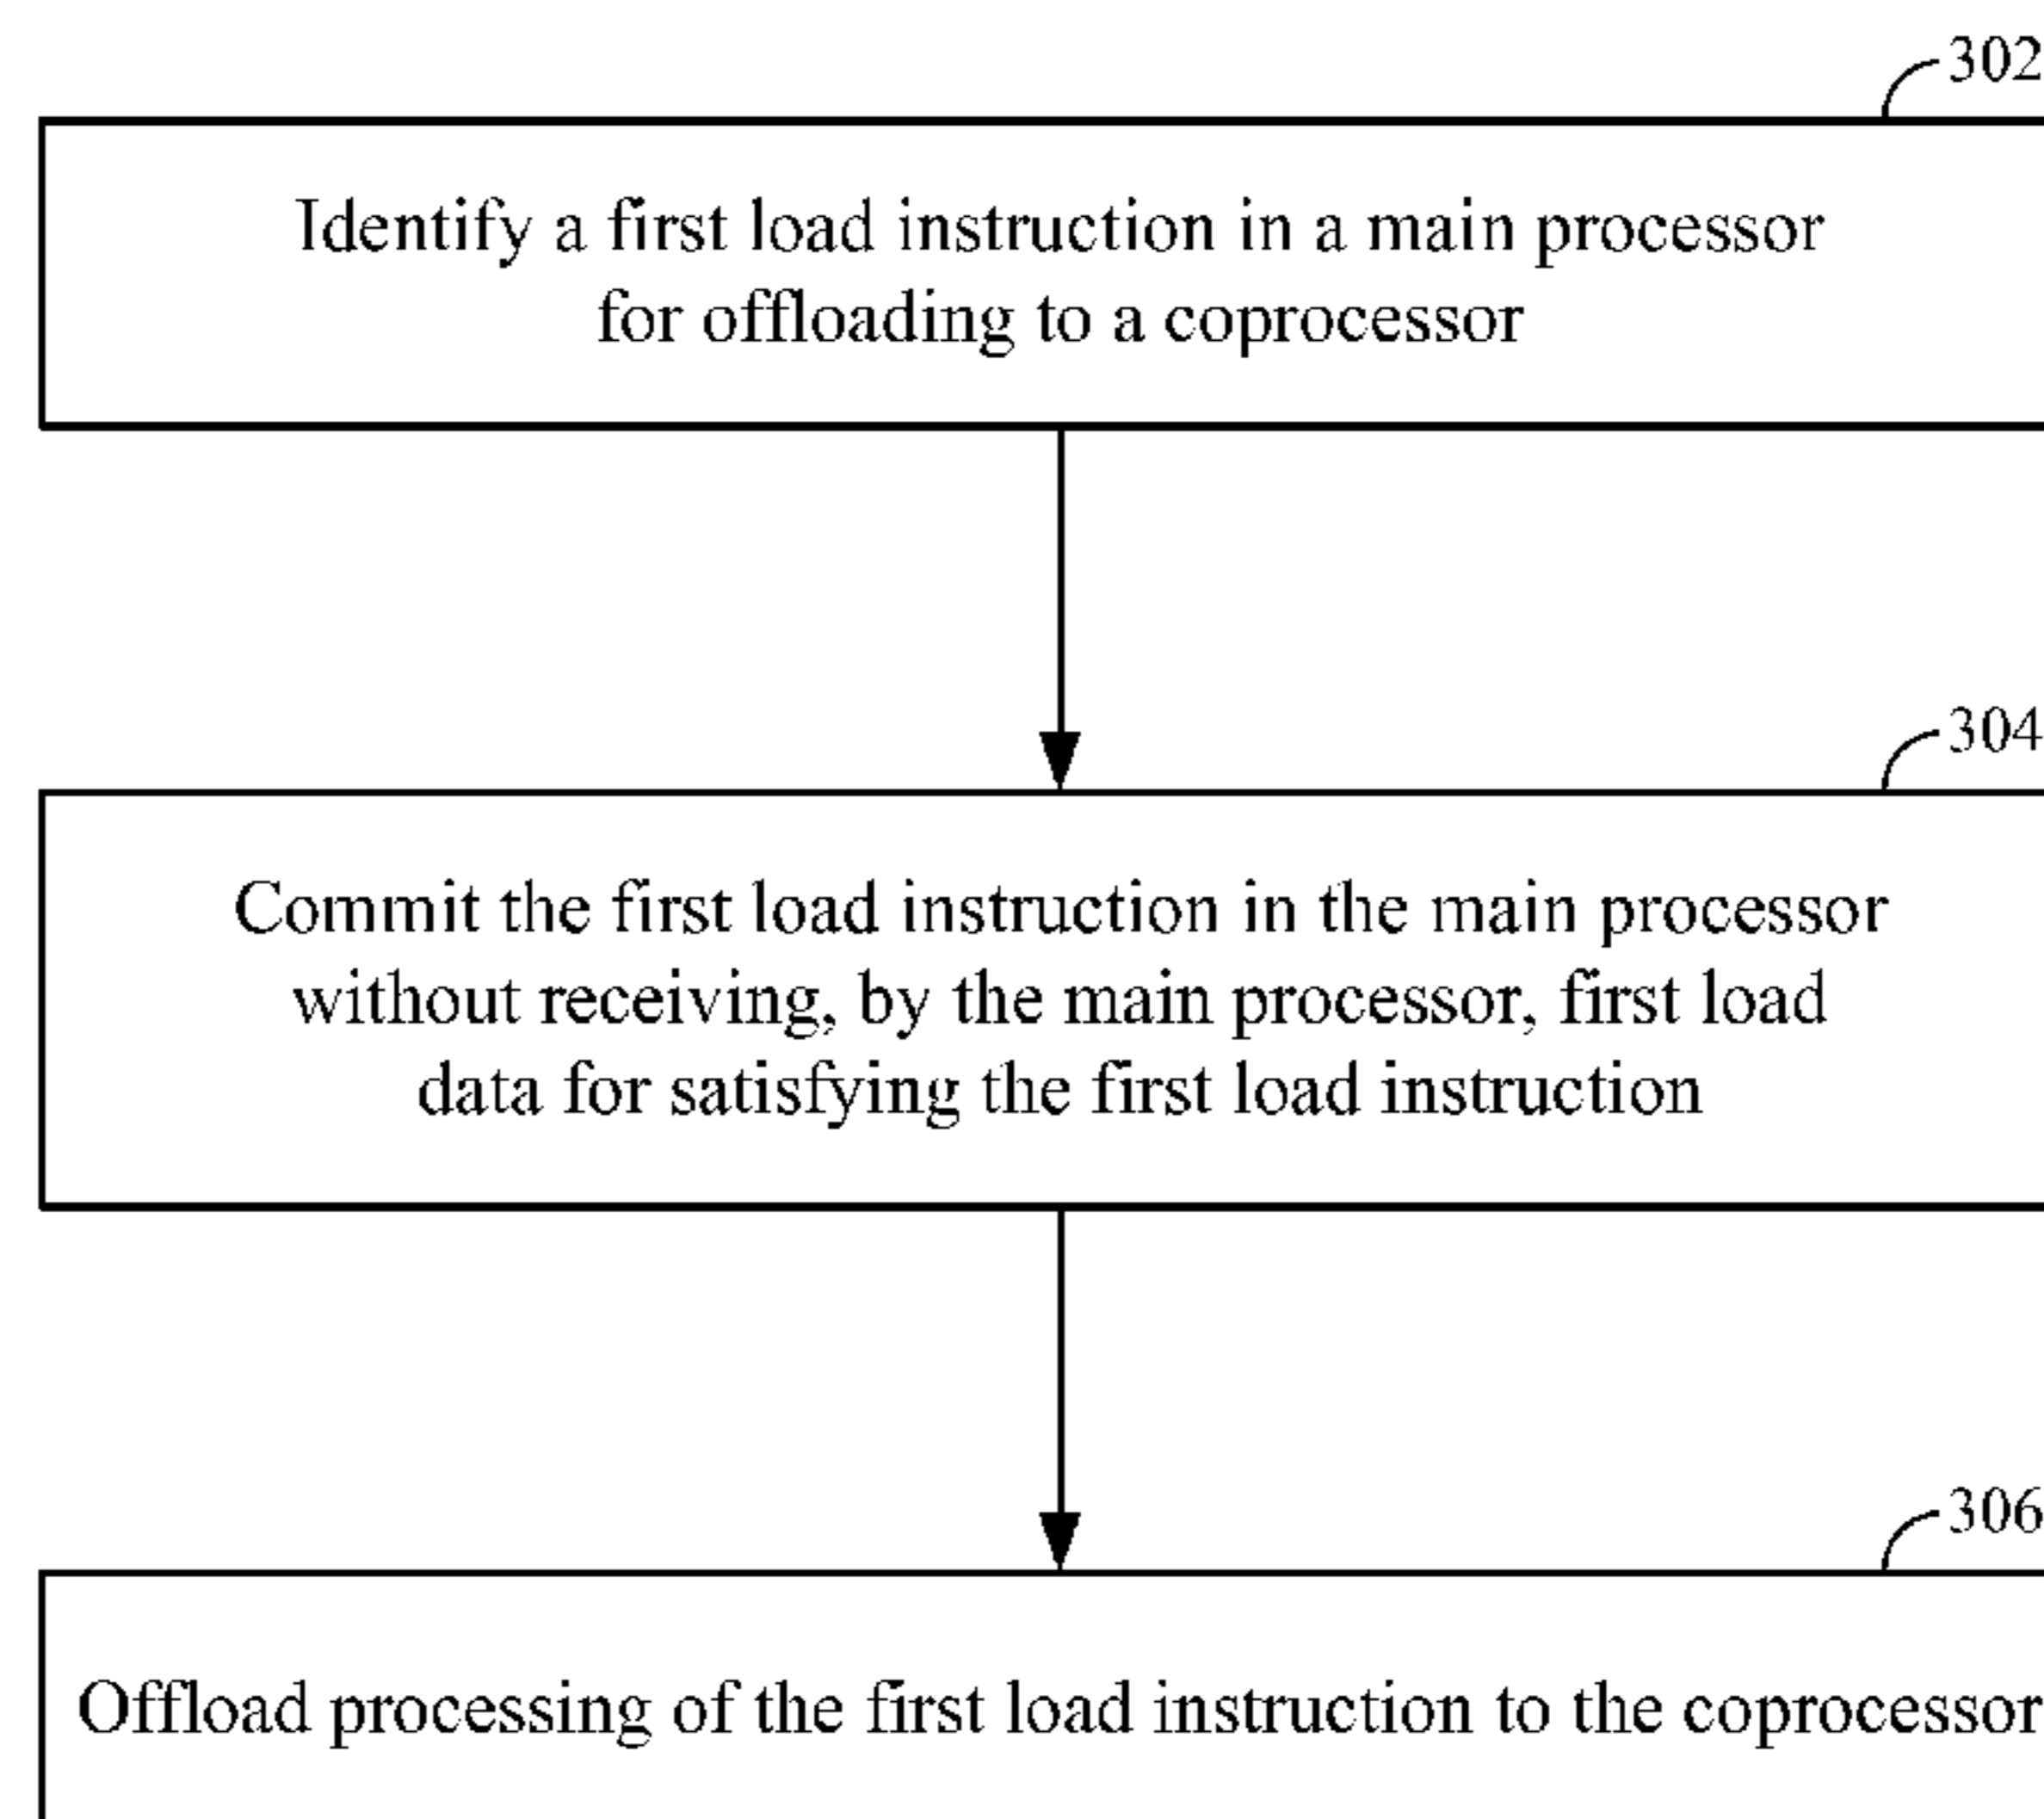 302
Identify a first load instruction in a main processor
for offloading to a coprocessor
304
Commit the first load instruction in the main processor
without receiving, by the main processor, first load
data for satisfying the first load instruction
306
Offload processing of the first load instruction to the coprocessor